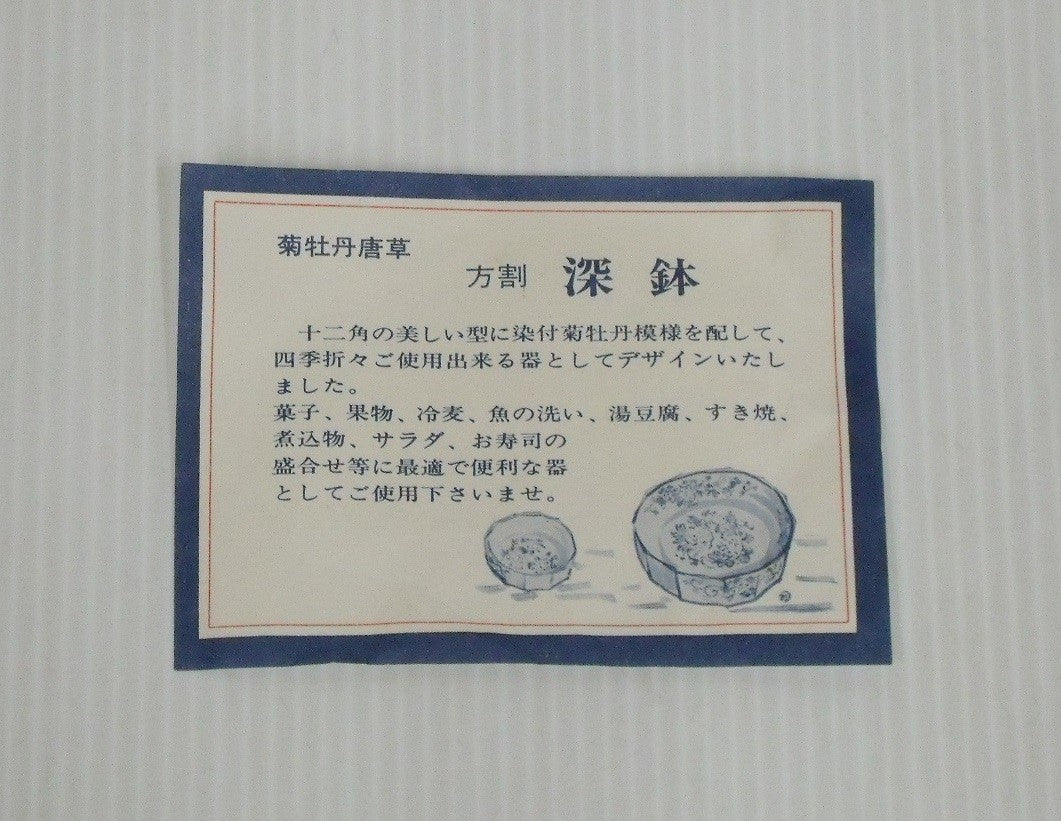 菊牡丹唐草
方割 深鉢
十二角の美しい型に染付菊牡丹模様を配して、
四季折々ご使用出来る器としてデザインいたし
ました。
菓子、果物、冷麦、魚の洗い、湯豆腐、すき焼、
煮込物、サラダ、お寿司の
盛合せ等に最適で便利な器
としてご使用下さいませ。